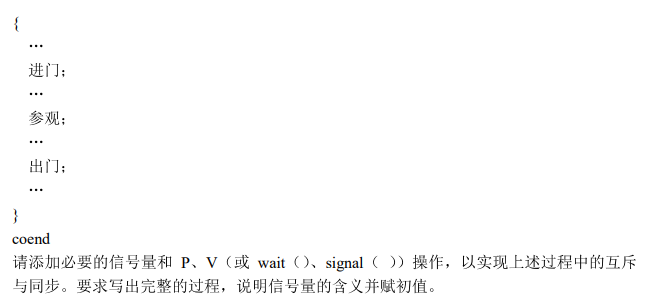 {
…
进门；
…
参观；
…
出门；
…
}
coend
请添加必要的信号量和 P、V（或 wait（）、signal（ ））操作，以实现上述过程中的互斥
与同步。要求写出完整的过程，说明信号量的含义并赋初值。